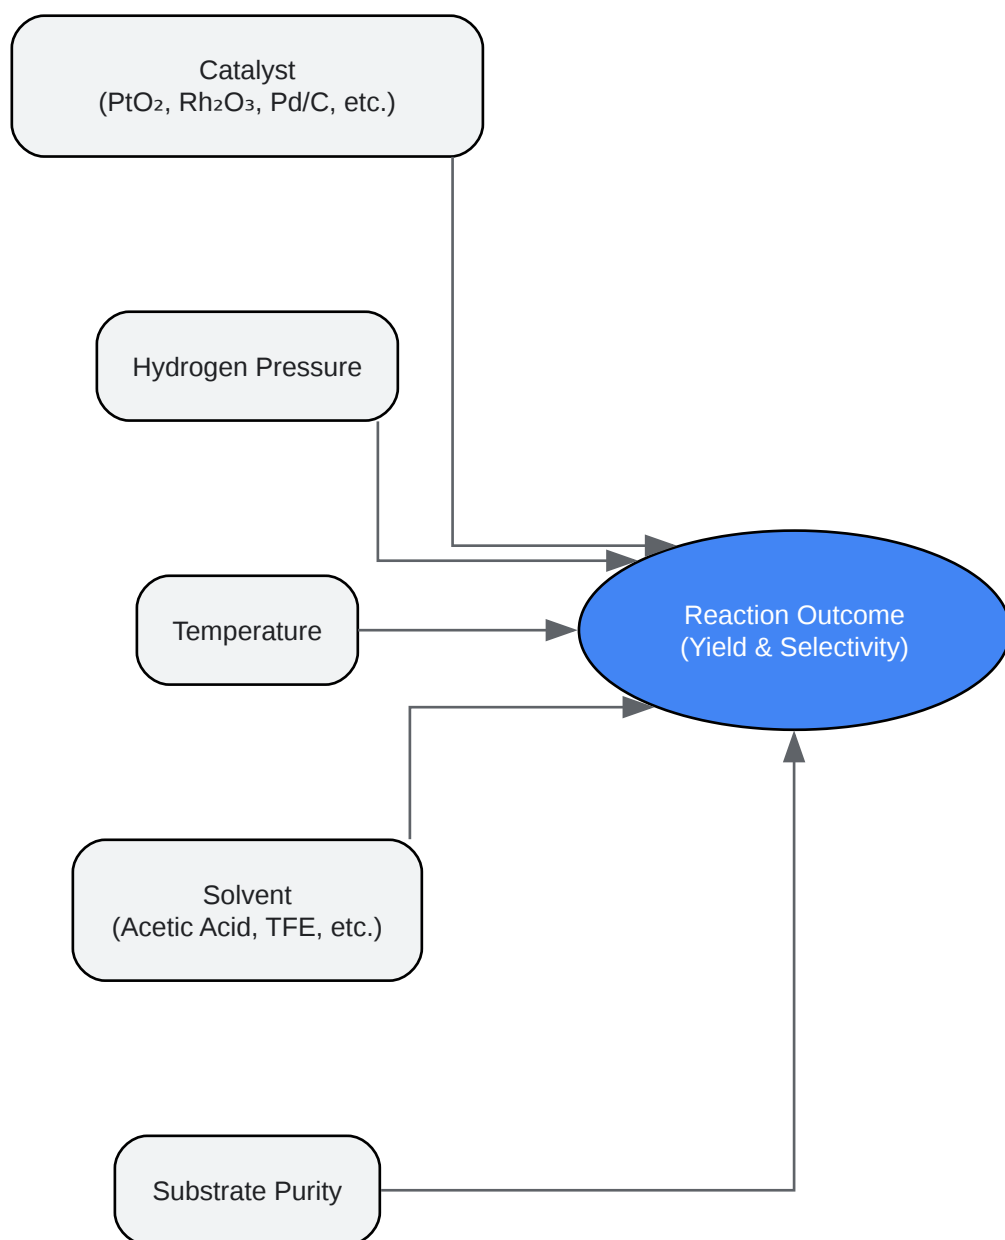 Catalyst
(PtO₂, Rh₂O₃, Pd/C, etc.)
Hydrogen Pressure
Temperature
Reaction Outcome
(Yield & Selectivity)
Solvent
(Acetic Acid, TFE, etc.)
Substrate Purity